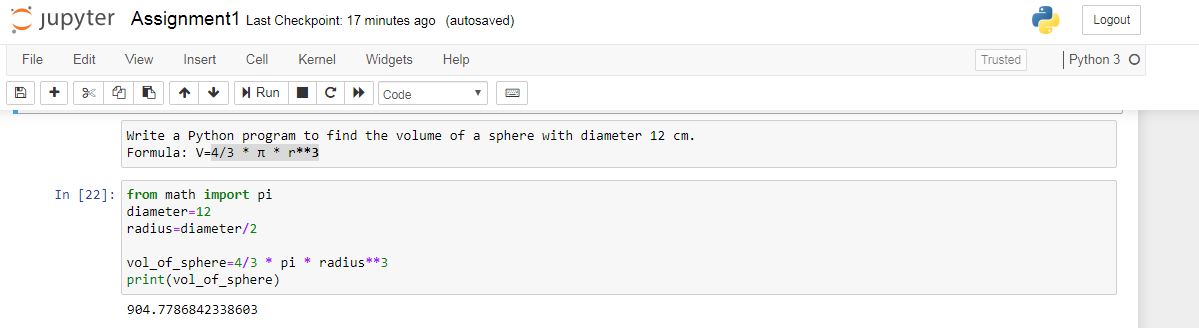 jupyter Assignment1 Last Checkpoint: 17 minutes ago (autosaved) Logout
File Edit View Insert Cell Kernel Widgets Help Trusted Python 3
Run Code
Write a Python program to find the volume of a sphere with diameter 12 cm.
Formula: V=4/3 * π * r**3
In [22]: from math import pi
diameter=12
radius=diameter/2
vol_of_sphere=4/3 * pi * radius**3
print(vol_of_sphere)
904.7786842338603